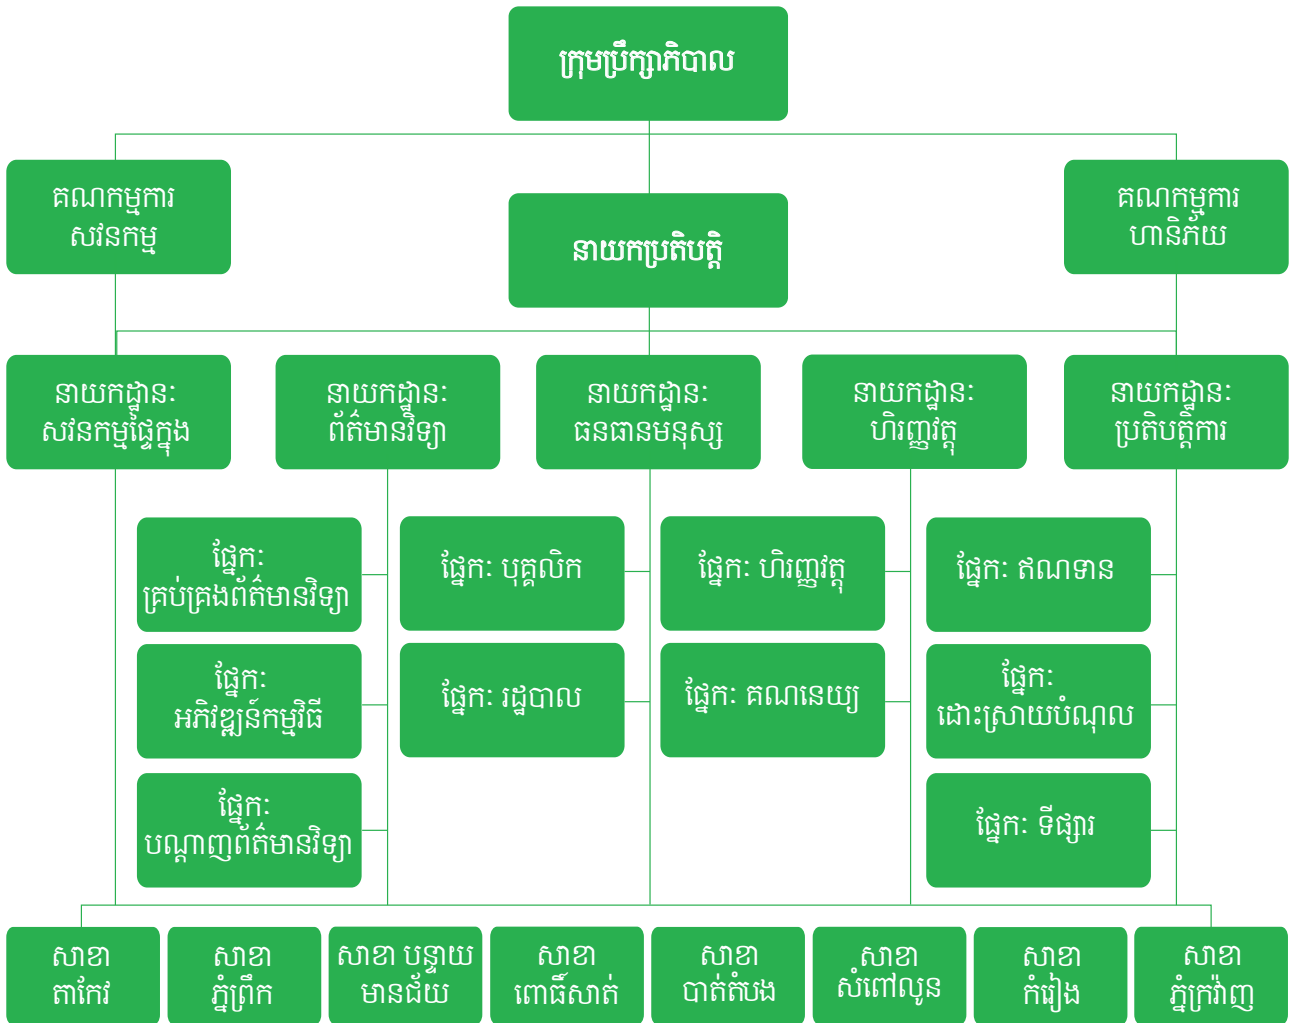 ក្រុមប្រឹក្សាភិបាល
គណកម្មការ
សវនកម្ម
នាយកប្រតិបត្តិ
គណកម្មការ
ហានិភ័យ
នាយកដ្ឋានៈ
សវនកម្មផ្ទៃក្នុង
នាយកដ្ឋានៈ
ព័ត៌មានវិទ្យា
នាយកដ្ឋានៈ
ធនធានមនុស្ស
នាយកដ្ឋានៈ
ហិរញ្ញវត្ថុ
នាយកដ្ឋានៈ
ប្រតិបត្តិការ
ផ្នែកៈ
គ្រប់គ្រងព័ត៌មានវិទ្យា
ផ្នែកៈ បុគ្គលិក
ផ្នែកៈ ហិរញ្ញវត្ថុ
ផ្នែកៈ ឥណទាន
ផ្នែកៈ
អភិវឌ្ឍន៍កម្មវិធី
ផ្នែកៈ រដ្ឋបាល
ផ្នែកៈ គណនេយ្យ
ផ្នែកៈ
ដោះស្រាយបំណុល
ផ្នែកៈ
បណ្តាញព័ត៌មានវិទ្យា
ផ្នែកៈ ទីផ្សារ
សាខា
តាកែវ
សាខា
ភ្នំព្រឹក
សាខា បន្ទាយ
មានជ័យ
សាខា
ពោធិ៍សាត់
សាខា
បាត់តំបង
សាខា
សំពៅលូន
សាខា
កំរៀង
សាខា
ភ្នំក្រវ៉ាញ